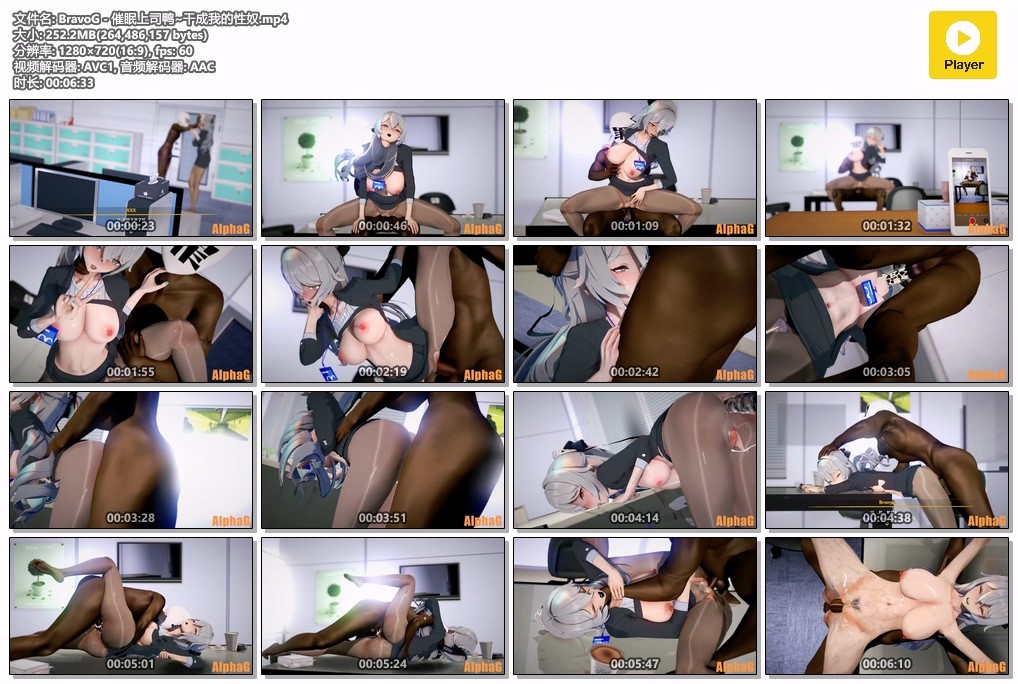 文件名: BravoG - 催眠上司鸭~干成我的性奴.mp4
大小: 252.2MB(264,486,157 bytes)
分辨率: 1280×720(16:9), fps: 60
视频解码器: AVC1, 音频解码器: AAC
时长: 00:06:33
Player
00:00:23
AlphaG
00:00:46
AlphaG
00:01:09
AlphaG
00:01:32
AlphaG
00:01:55
AlphaG
00:02:19
AlphaG
00:02:42
AlphaG
00:03:05
AlphaG
00:03:28
AlphaG
00:03:51
AlphaG
00:04:14
AlphaG
00:04:38
AlphaG
00:05:01
AlphaG
00:05:24
AlphaG
00:05:47
AlphaG
00:06:10
AlphaG